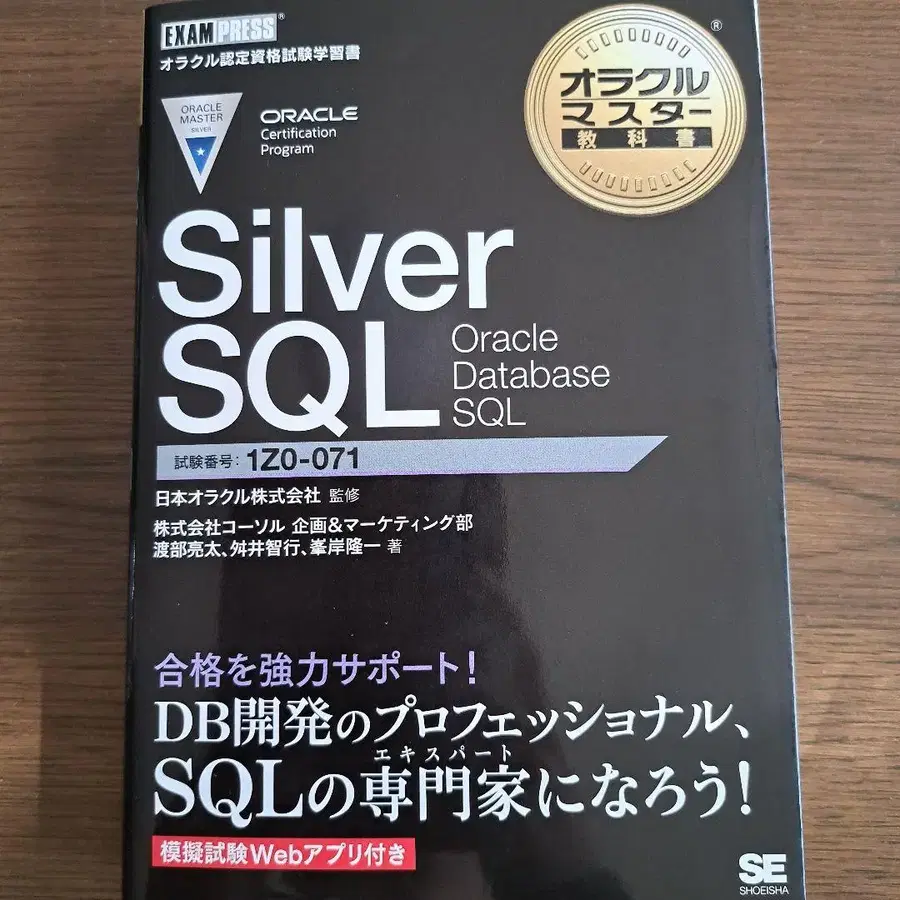 EXAMPRESS®
オラクル認定資格試験学習書
ORACLE
MASTER
SILVER
ORACLE
Certification
Program
®
オラクル
マスター
教科書
Silver
SQL
Oracle
Database
SQL
試験番号：1Z0-071
日本オラクル株式会社 監修
株式会社コーソル 企画&マーケティング部
渡部亮太、舛井智行、峯岸隆一 著
合格を強力サポート！
DB開発のプロフェッショナル、
エキスパート
SQLの専門家になろう！
模擬試験Webアプリ付き
SE
SHOEISHA